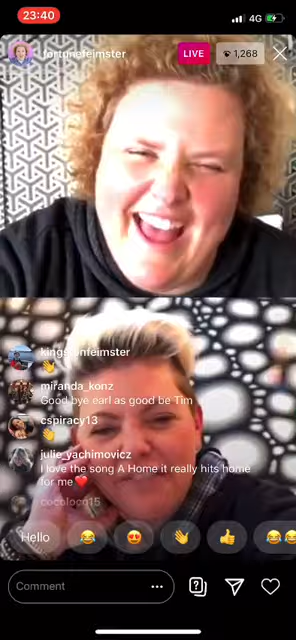 23:40
4G
fortunefeimster
LIVE
1,268
kingstonfeimster
miranda_konz
Good bye earl as good be Tim
cspiracy13
julie_yachimovicz
I love the song A Home it really hits home
for me
cocoloco15
Hello
Comment